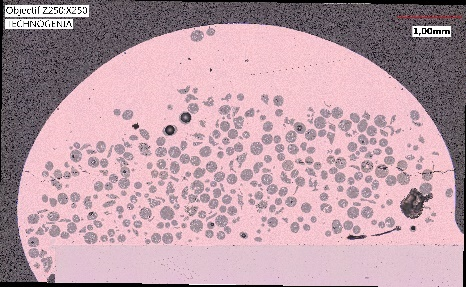 Objectif Z250:X250
TECHNOGENIA
1,00mm